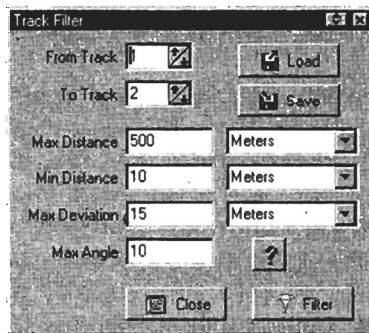 Track Filter
From Track 1 Load
To Track 2 Save
Max Distance 500 Meters
Min Distance 10 Meters
Max Deviation 15 Meters
Max Angle 10 ?
Close Filter